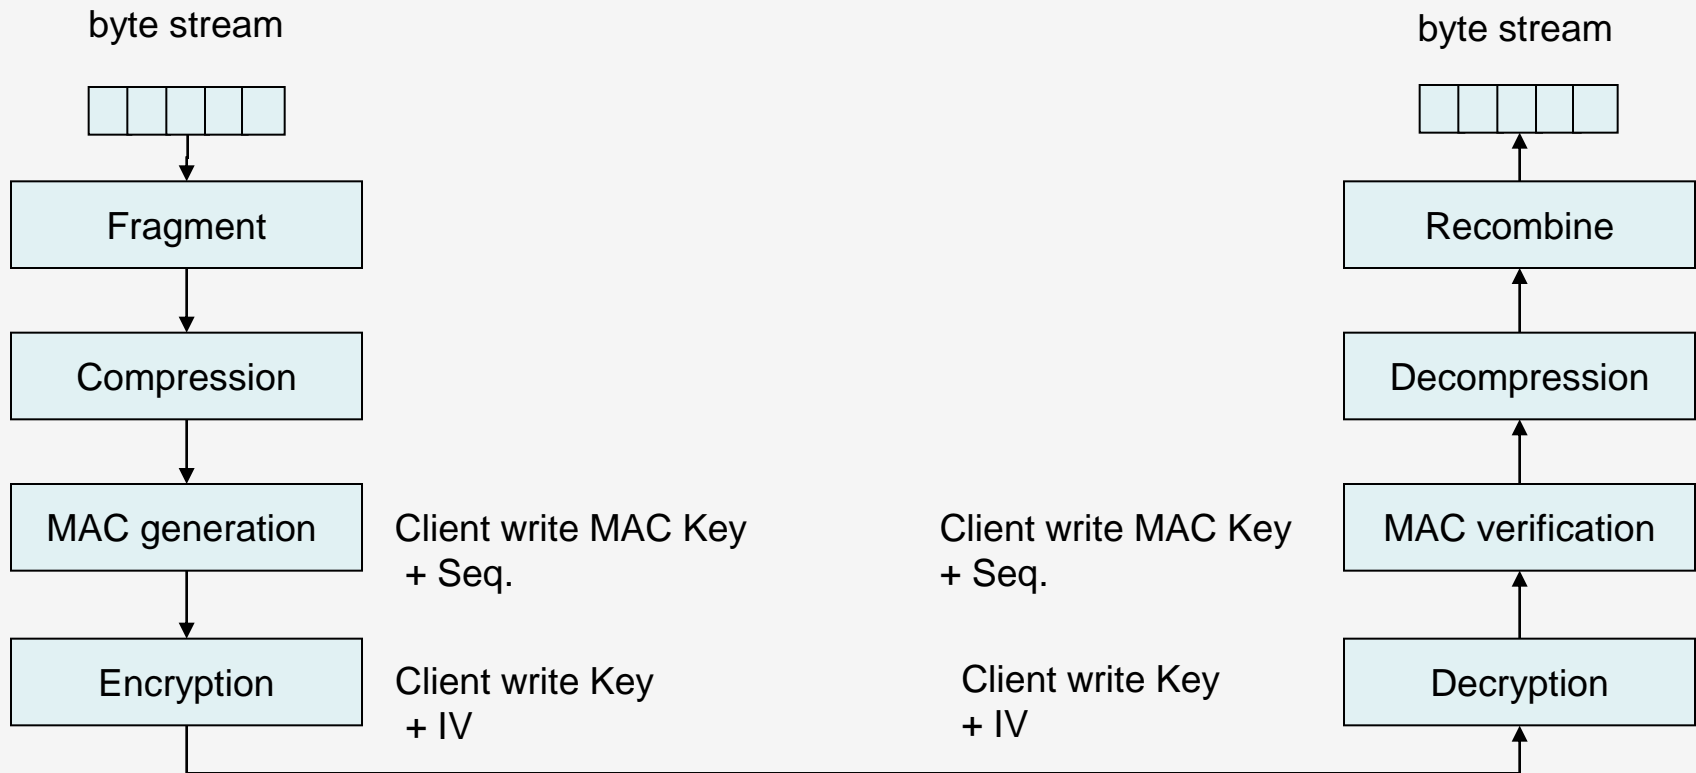 byte stream
byte stream
Fragment
Recombine
Compression
Decompression
MAC generation
Client write MAC Key
+ Seq.
Client write MAC Key
+ Seq.
MAC verification
Encryption
Client write Key
+ IV
Client write Key
+ IV
Decryption